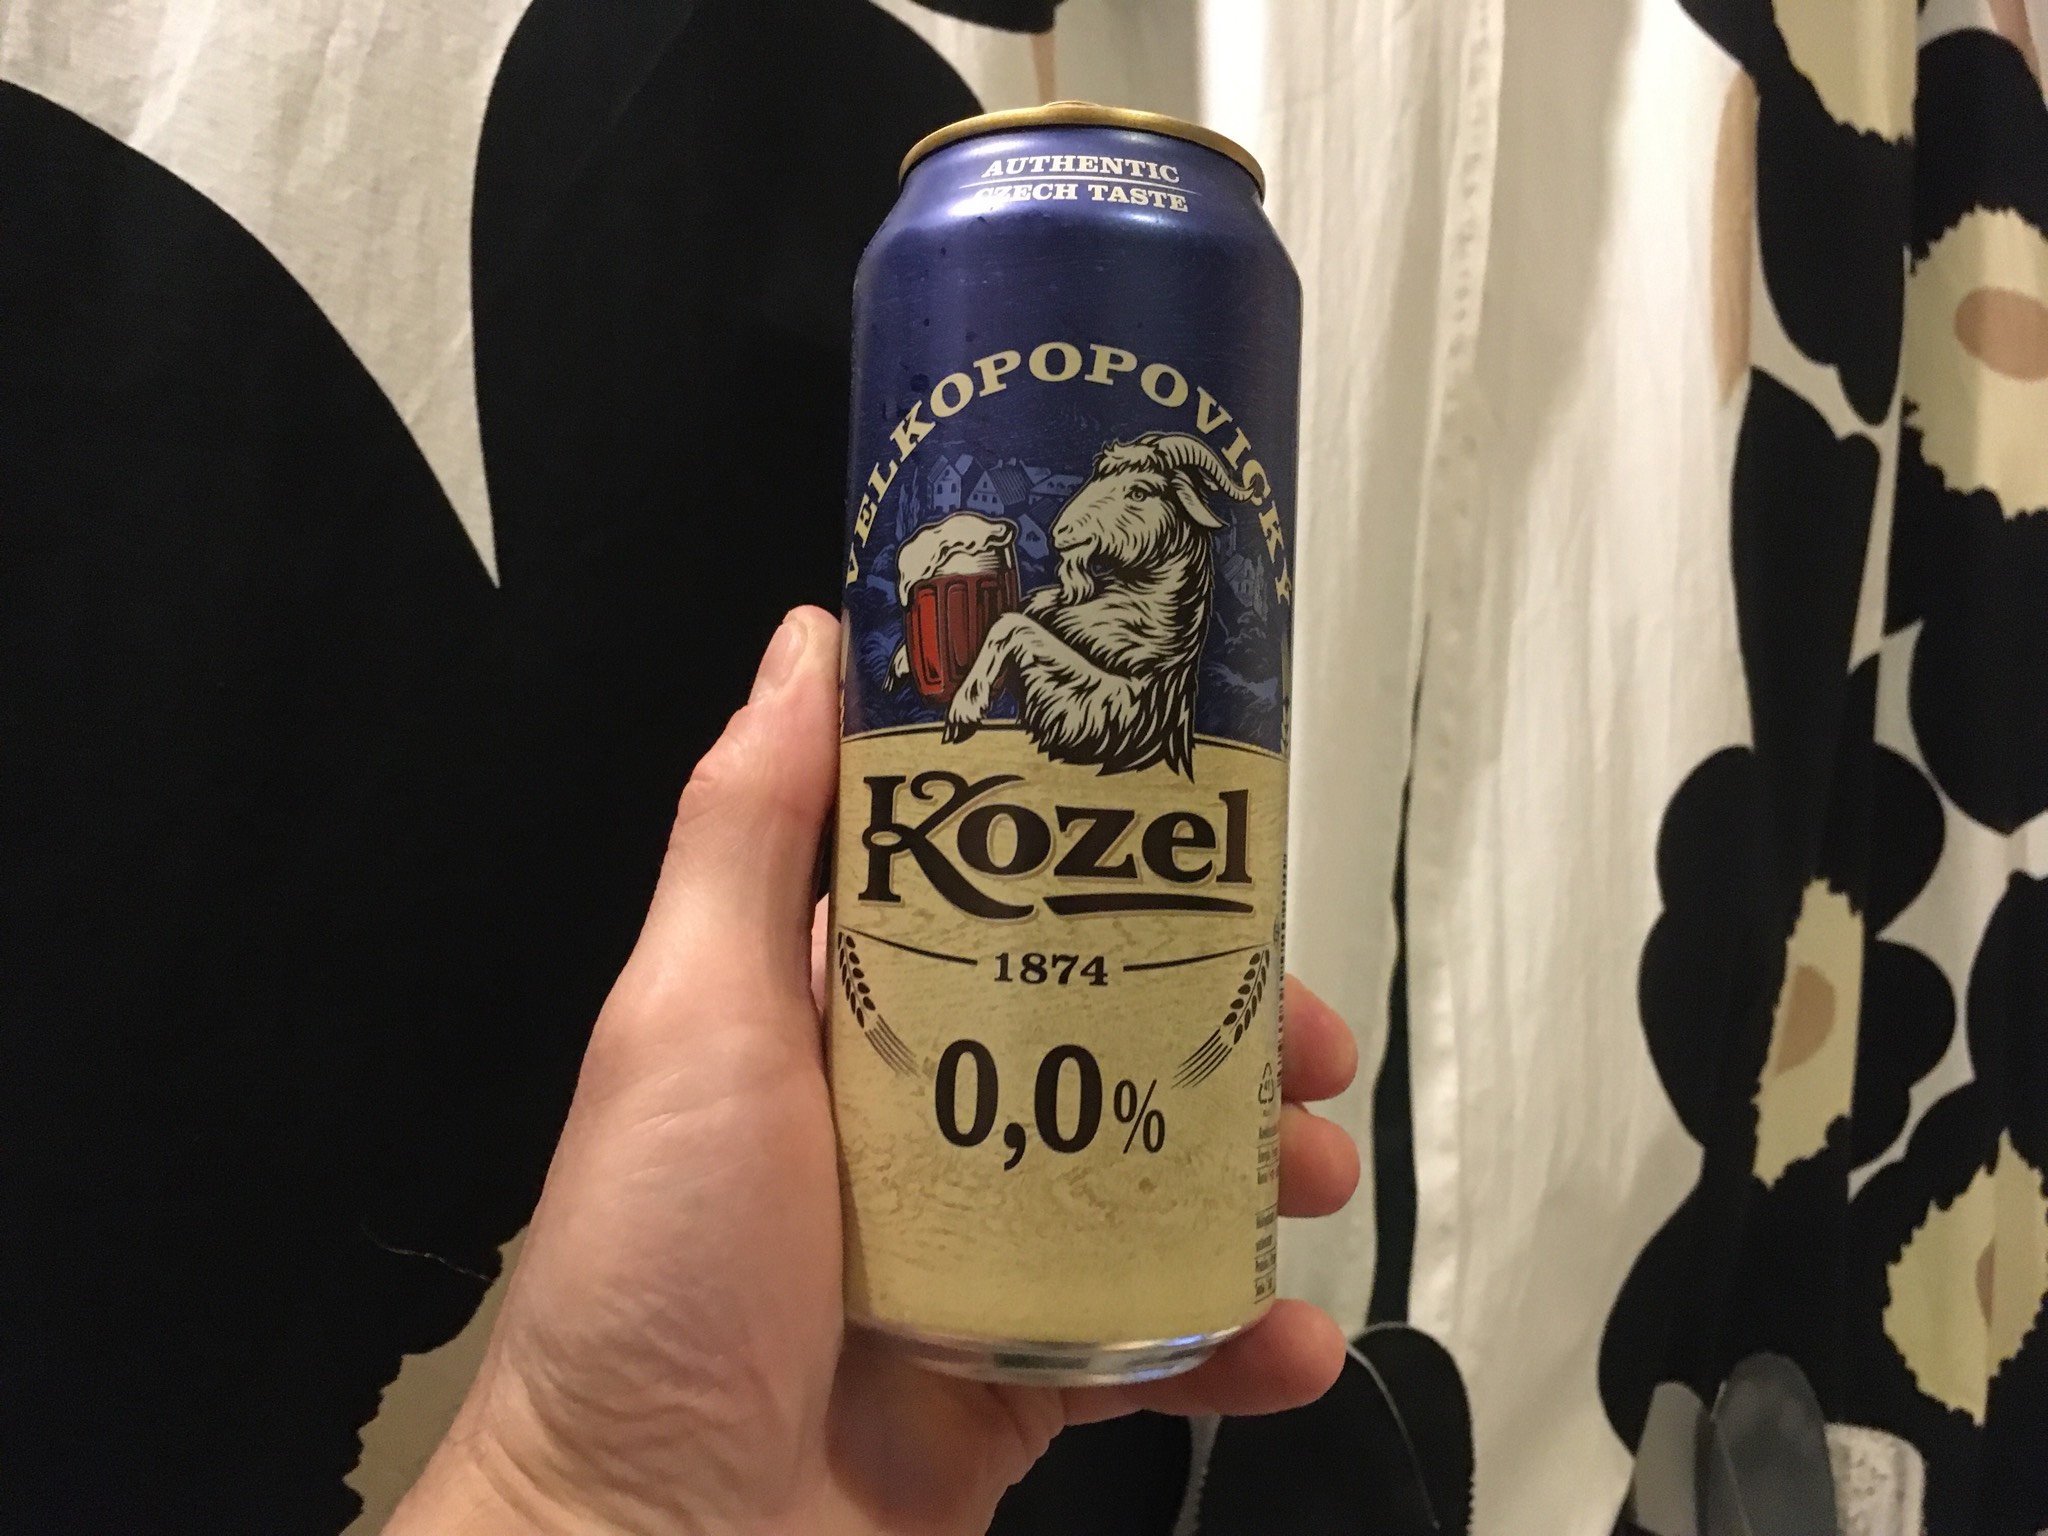 AUTHENTIC
CZECH TASTE
VELKOPOPOVICKÝ
Kozel
1874
0,0%